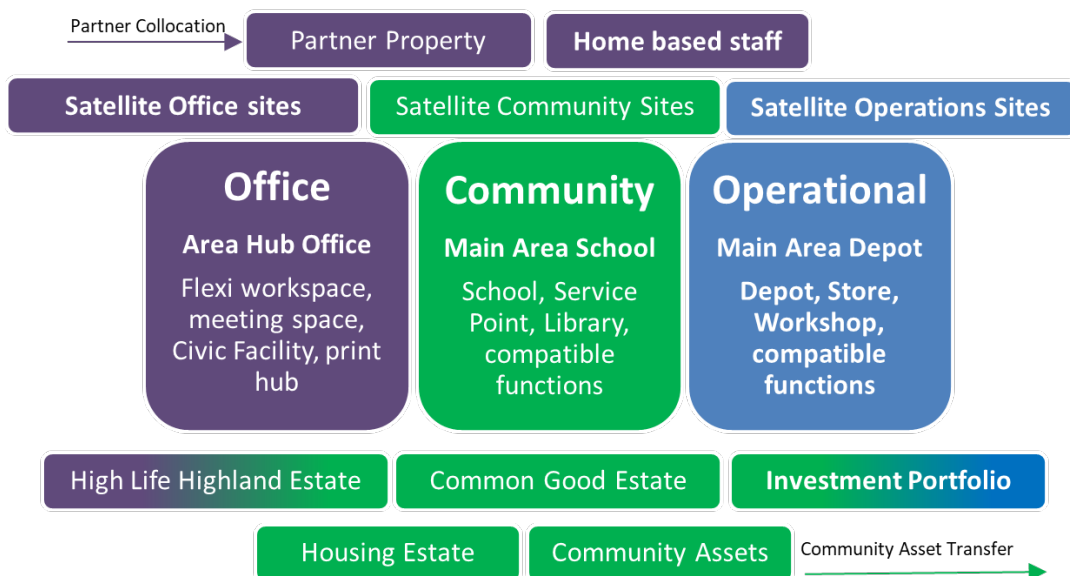 Partner Collocation
Partner Property
Home based staff
Satellite Office sites
Satellite Community Sites
Satellite Operations Sites
Office
Area Hub Office
Flexi workspace,
meeting space,
Civic Facility, print
hub
Community
Main Area School
School, Service
Point, Library,
compatible
functions
Operational
Main Area Depot
Depot, Store,
Workshop,
compatible
functions
High Life Highland Estate
Common Good Estate
Investment Portfolio
Housing Estate
Community Assets
Community Asset Transfer